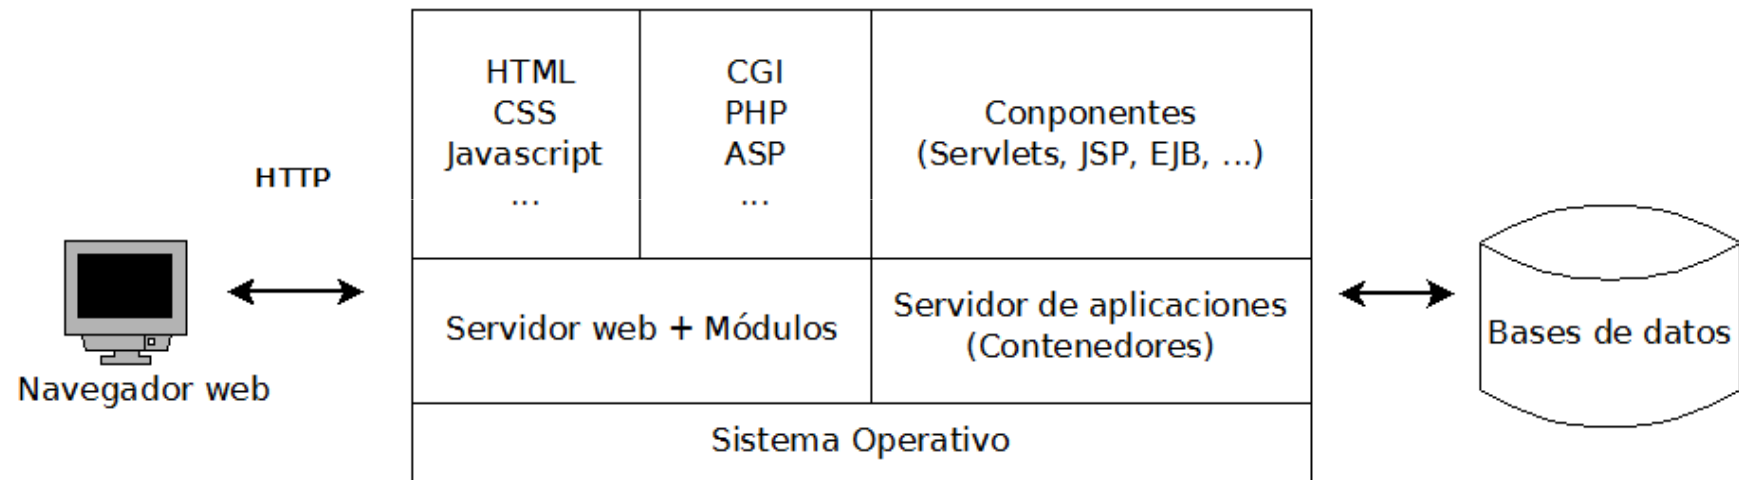 HTTP
Navegador web
HTML
CSS
Javascript
...
CGI
PHP
ASP
...
Conponentes
(Servlets, JSP, EJB, ...)
Servidor web + Módulos
Servidor de aplicaciones
(Contenedores)
Sistema Operativo
Bases de datos